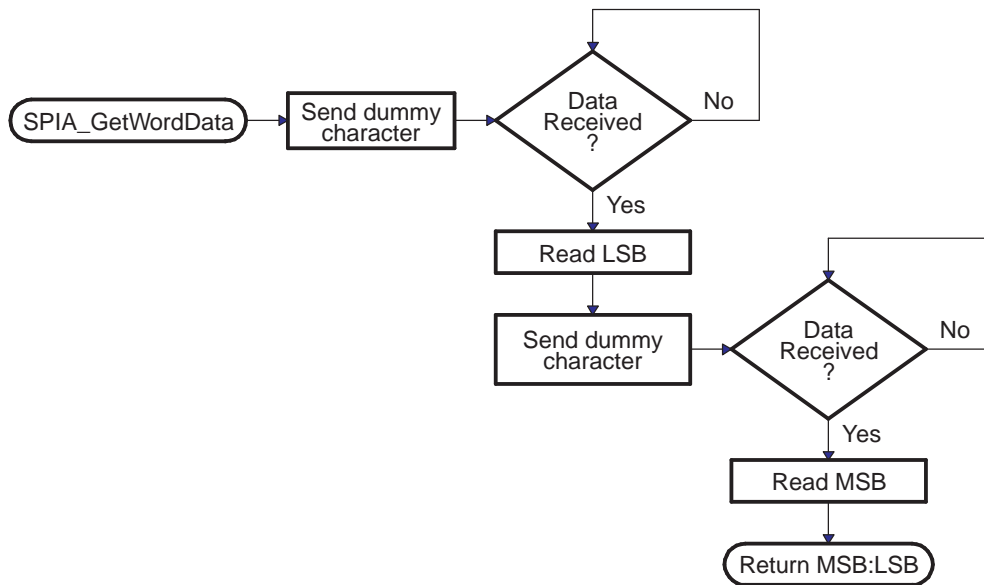 SPIA_GetWordData
Send dummy
character
Data
Received
?
No
Yes
Read LSB
Send dummy
character
Data
Received
?
No
Yes
Read MSB
Return MSB:LSB